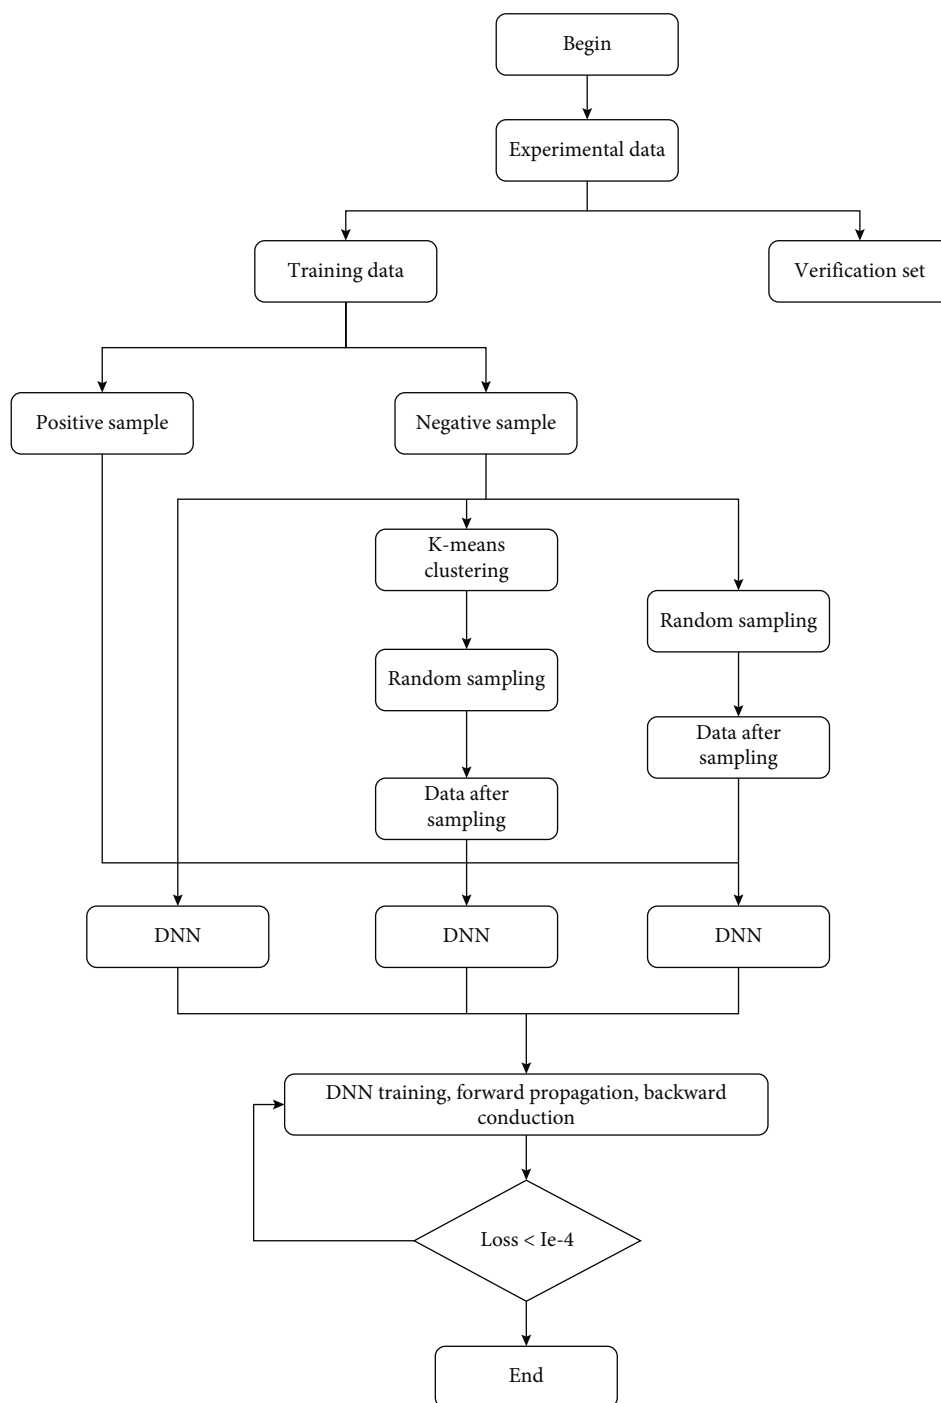 Begin
Experimental data
Training data
Verification set
Positive sample
Negative sample
K-means
clustering
Random sampling
Random sampling
Data after
sampling
Data after
sampling
DNN
DNN
DNN
DNN training, forward propagation, backward
conduction
Loss < Ie-4
End